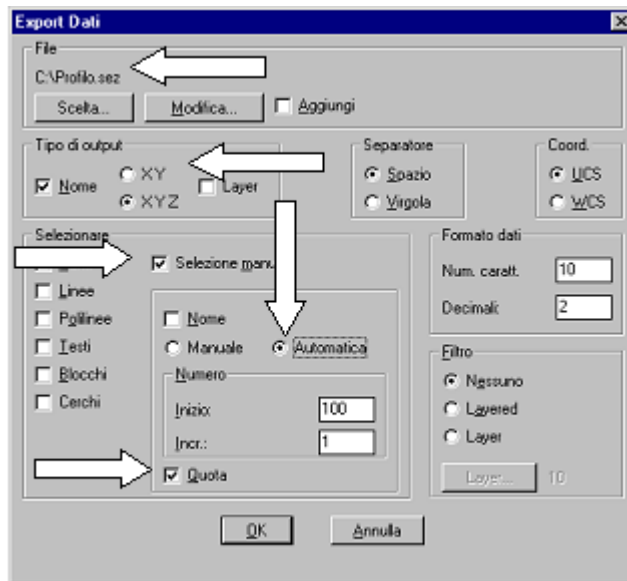 Export Dati
File
C:\Profilo.sez
Scelta...
Modifica...
Aggiungi
Tipo di output
Nome
XY
XYZ
Layer
Separatore
Spazio
Virgola
Coord.
UCS
WCS
Selezionare
Linee
Polilinee
Testi
Blocchi
Cerchi
Selezione
Nome
Manuale
Automatica
Numero
Inizio:
100
Incr.:
1
Quota
Formato dati
Num. caratt.
10
Decimali:
2
Filtro
Nessuno
Layered
Layer
Layer...
10
OK
Annulla